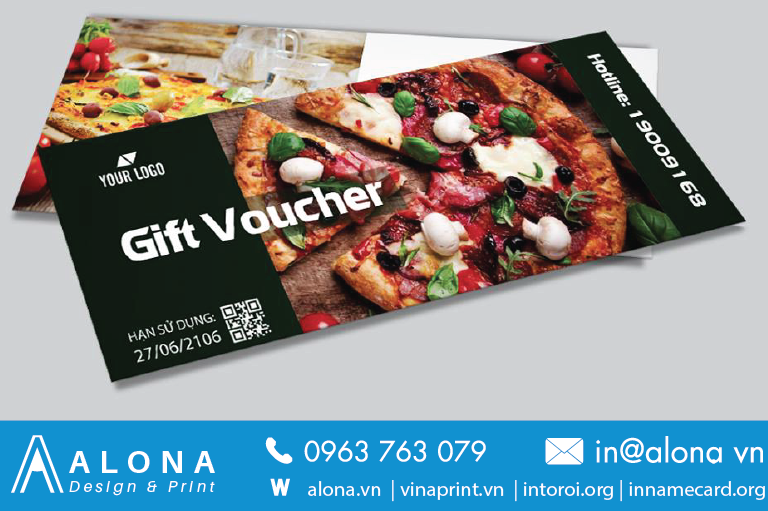 YOUR LOGO
Gift Voucher
HẠN SỬ DỤNG:
27/06/2106
Hotline: 19009168
ALONA
Design & Print
0963 763 079
in@alona vn
W alona.vn | vinaprint.vn | intoroi.org | innamecard.org